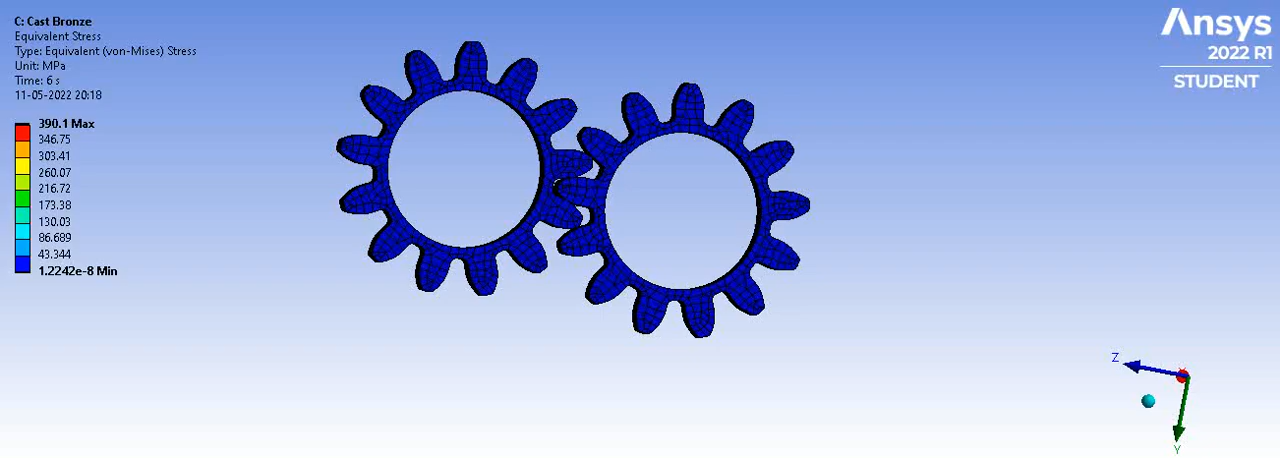 C: Cast Bronze
Equivalent Stress
Type: Equivalent (von-Mises) Stress
Unit: MPa
Time: 6 s
11-05-2022 20:18
390.1 Max
346.75
303.41
260.07
216.72
173.38
130.03
86.689
43.344
1.2242e-8 Min
Ansys
2022 R1
STUDENT
Z
Y